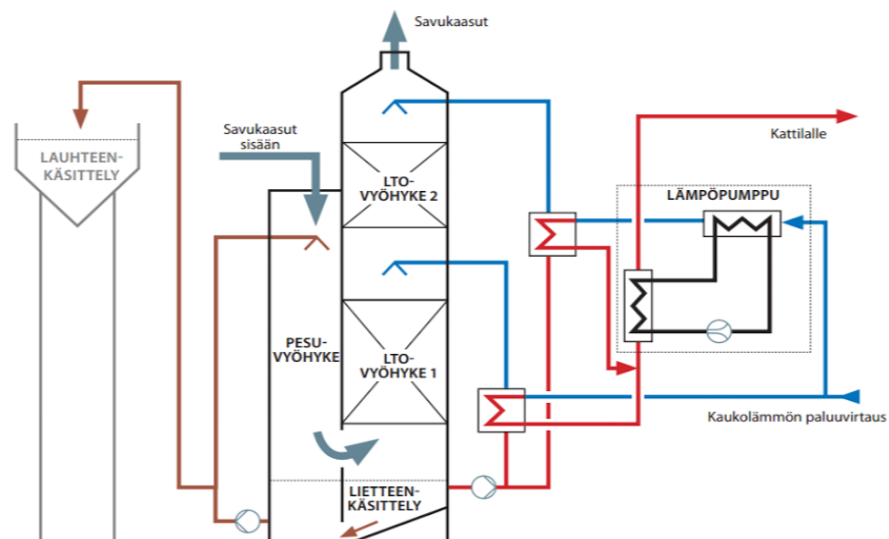 Savukaasut
Savukaasut
sisään
LAUHTEEN-
KÄSITTELY
LTO-
VYÖHYKE 2
LÄMPÖPUMPPU
Kattilalle
PESU-
VYÖHYKE
LTO-
VYÖHYKE 1
Kaukolämmön paluuvirtaus
LIETTEEN-
KÄSITTELY